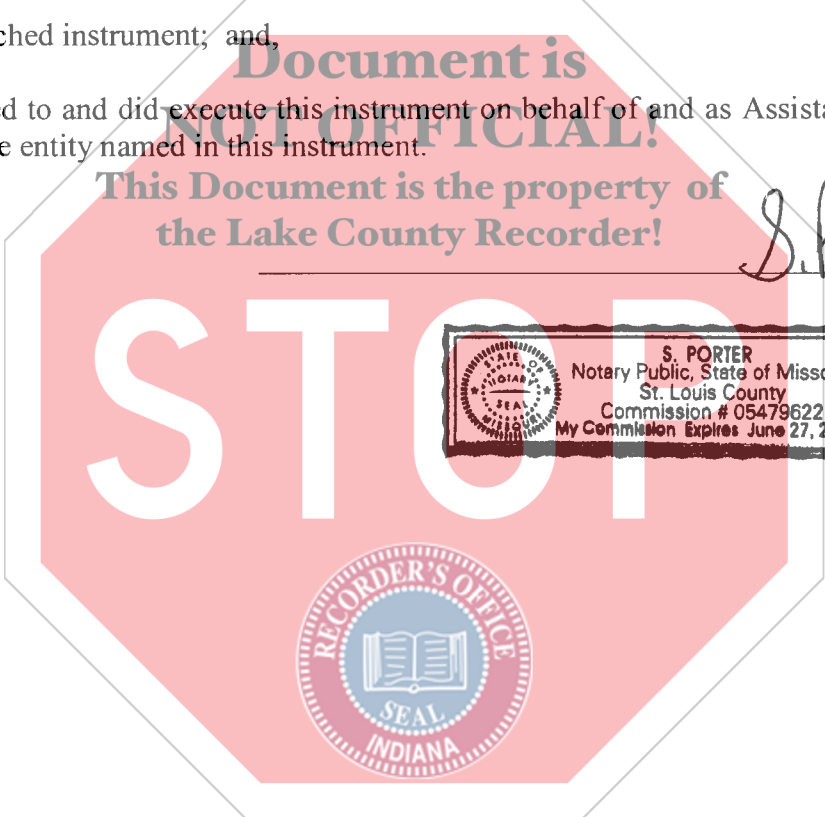 ched instrument; and,
Document is
ed to and did execute this instrument on behalf of and as Assista
NOT OFFICIAL!
e entity named in this instrument.
This Document is the property of
the Lake County Recorder!
S.
STOP
STATE OF
NOTARY
SEAL
MISSOURI
S. PORTER
Notary Public, State of Misso
St. Louis County
Commission # 05479622
My Commission Expires June 27, 2
RECORDER'S OFFICE
SEAL
INDIANA